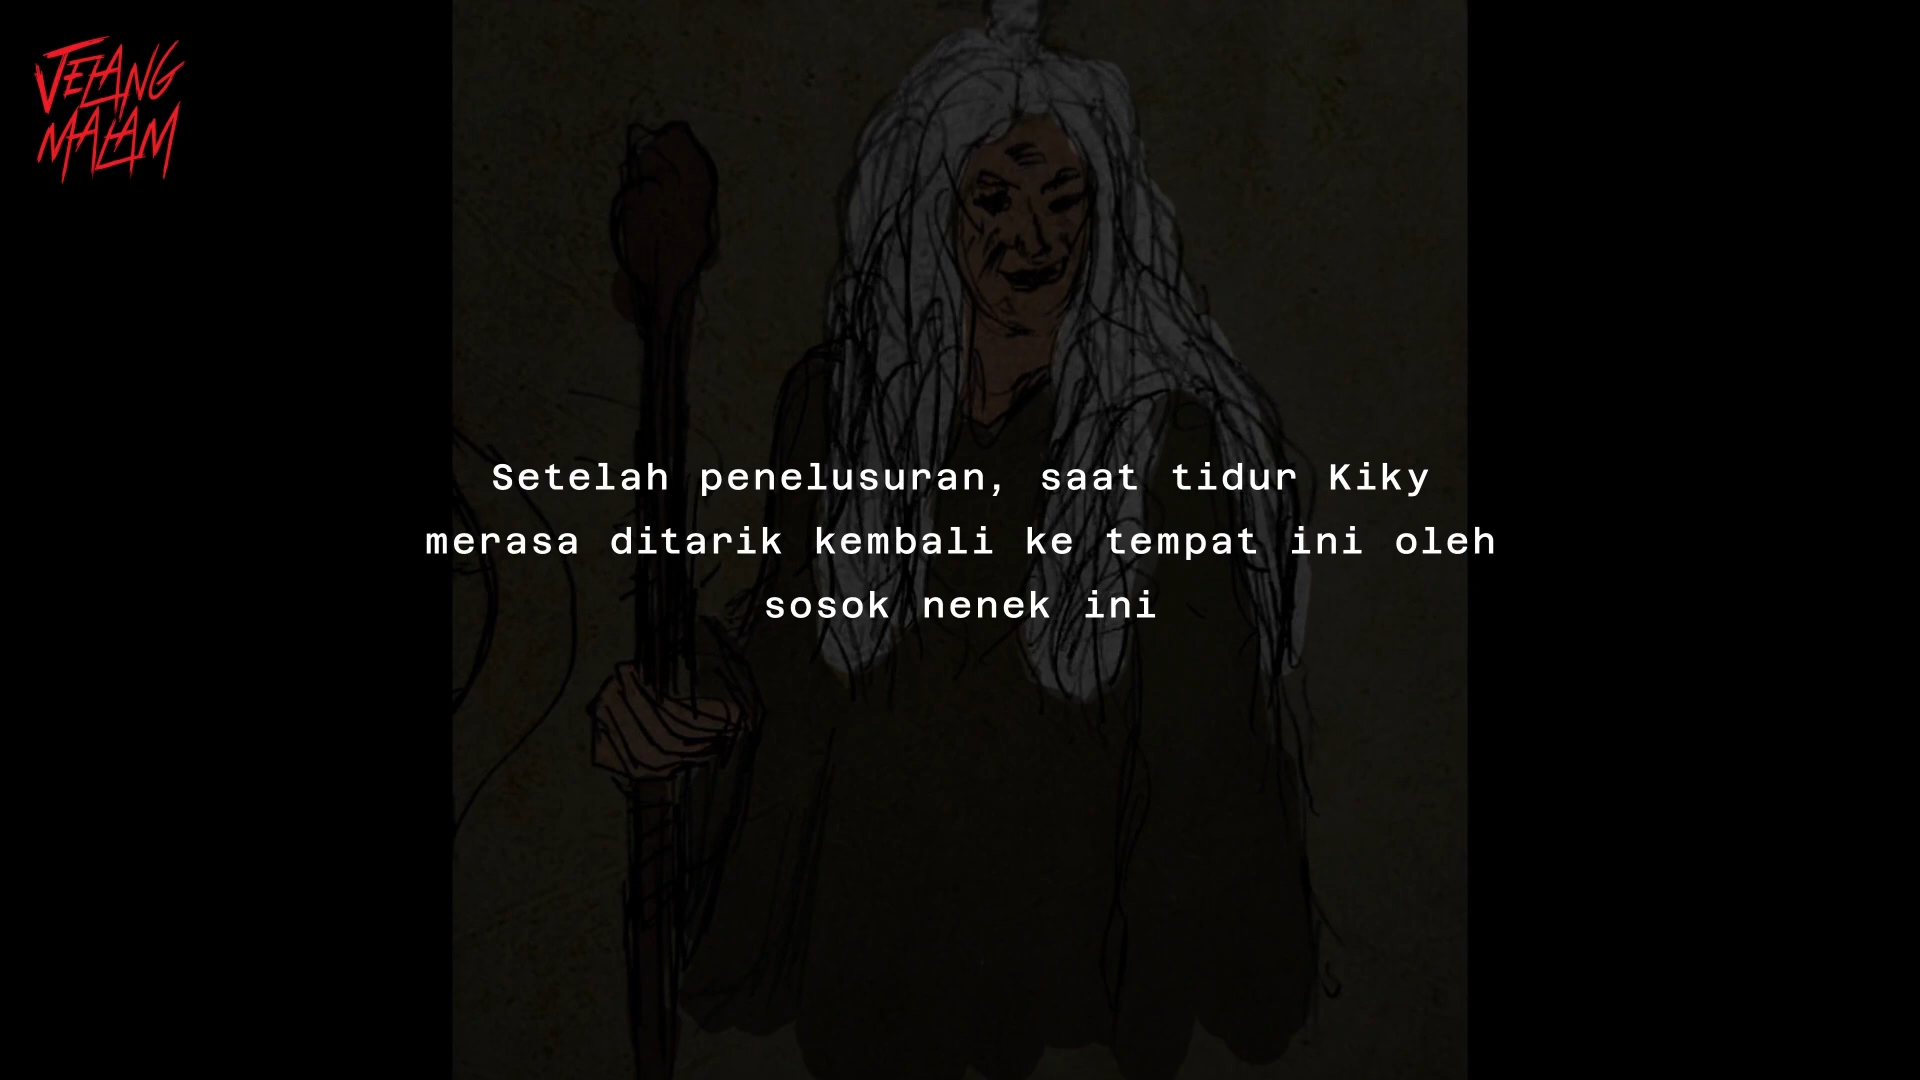 JELANG
MALAM
Setelah penelusuran, saat tidur Kiky
merasa ditarik kembali ke tempat ini oleh
sosok nenek ini